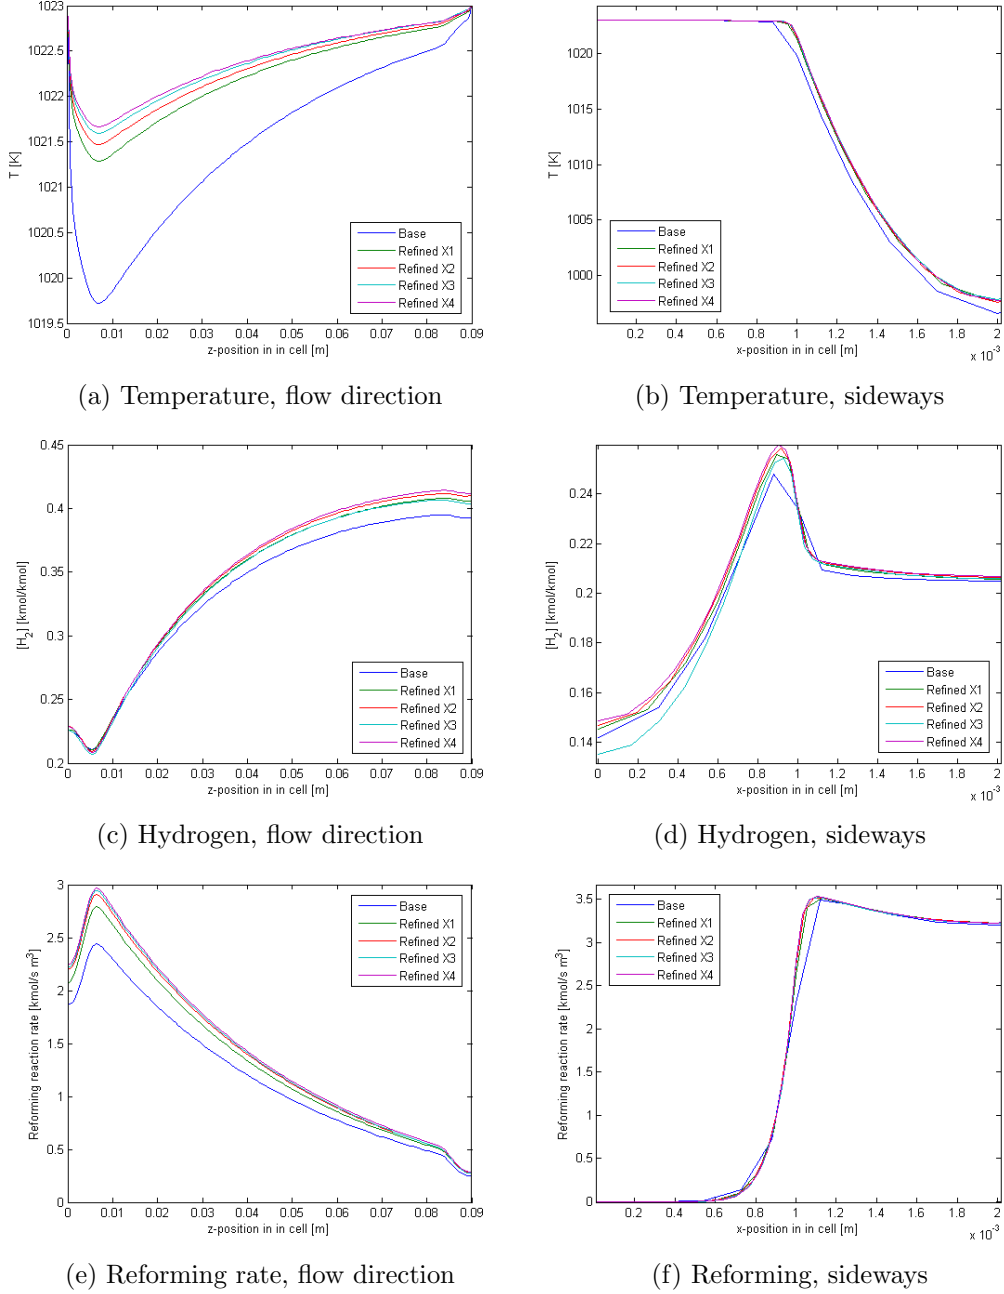 1023
1022.5
1022
1021.5
1021
1020.5
1020
1019.5
T [K]
0 0.01 0.02 0.03 0.04 0.05 0.06 0.07 0.08 0.09
z-position in in cell [m]
Base
Refined X1
Refined X2
Refined X3
Refined X4
(a) Temperature, flow direction
1020
1015
1010
1005
1000
T [K]
0.2 0.4 0.6 0.8 1 1.2 1.4 1.6 1.8 2
x-position in in cell [m]
x 10⁻³
Base
Refined X1
Refined X2
Refined X3
Refined X4
(b) Temperature, sideways
0.45
0.4
0.35
0.3
0.25
0.2
[H₂] [kmol/kmol]
0 0.01 0.02 0.03 0.04 0.05 0.06 0.07 0.08 0.09
z-position in in cell [m]
Base
Refined X1
Refined X2
Refined X3
Refined X4
(c) Hydrogen, flow direction
0.24
0.22
0.2
0.18
0.16
0.14
[H₂] [kmol/kmol]
0 0.2 0.4 0.6 0.8 1 1.2 1.4 1.6 1.8 2
x-position in in cell [m]
x 10⁻³
Base
Refined X1
Refined X2
Refined X3
Refined X4
(d) Hydrogen, sideways
3
2.5
2
1.5
1
0.5
0
Reforming reaction rate [kmol/s m³]
0 0.01 0.02 0.03 0.04 0.05 0.06 0.07 0.08 0.09
z-position in in cell [m]
Base
Refined X1
Refined X2
Refined X3
Refined X4
(e) Reforming rate, flow direction
3.5
3
2.5
2
1.5
1
0.5
0
Reforming reaction rate [kmol/s m³]
0.2 0.4 0.6 0.8 1 1.2 1.4 1.6 1.8 2
x-position in in cell [m]
x 10⁻³
Base
Refined X1
Refined X2
Refined X3
Refined X4
(f) Reforming, sideways